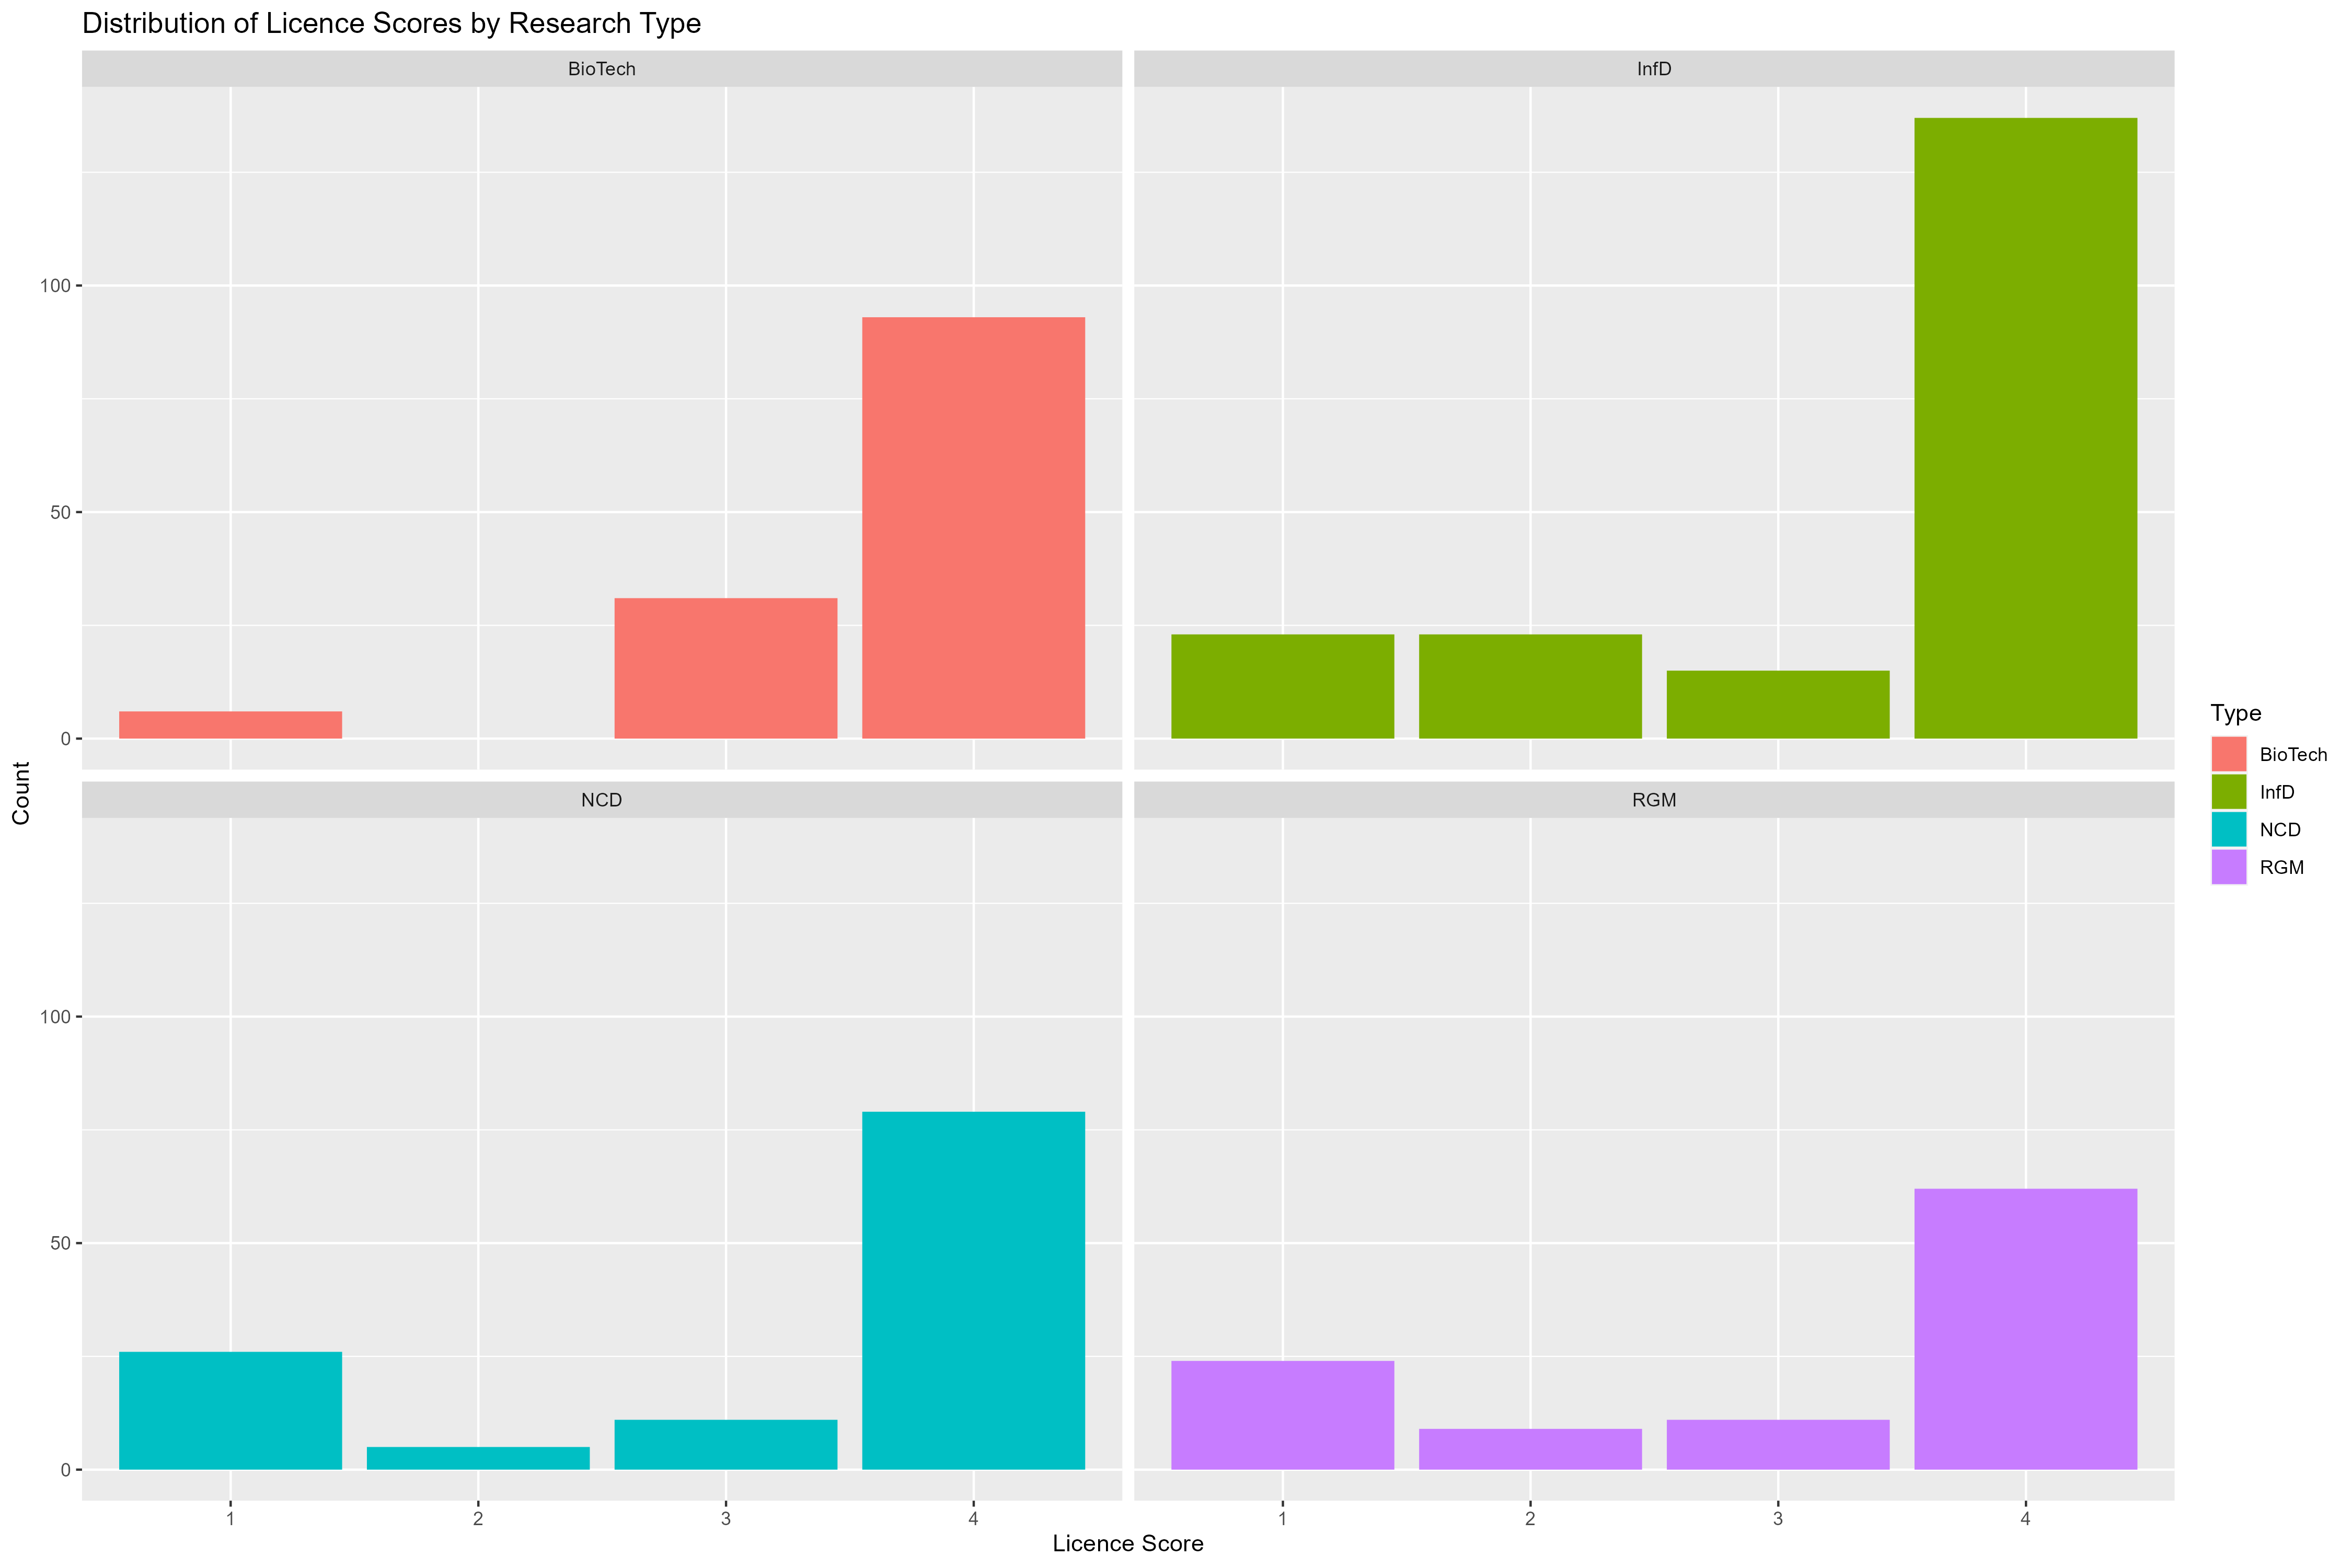 Distribution of Licence Scores by Research Type
BioTech
InfD
100
50
0
Count
NCD
RGM
100
50
0
1
2
3
4
1
2
3
4
Licence Score
Type
BioTech
InfD
NCD
RGM